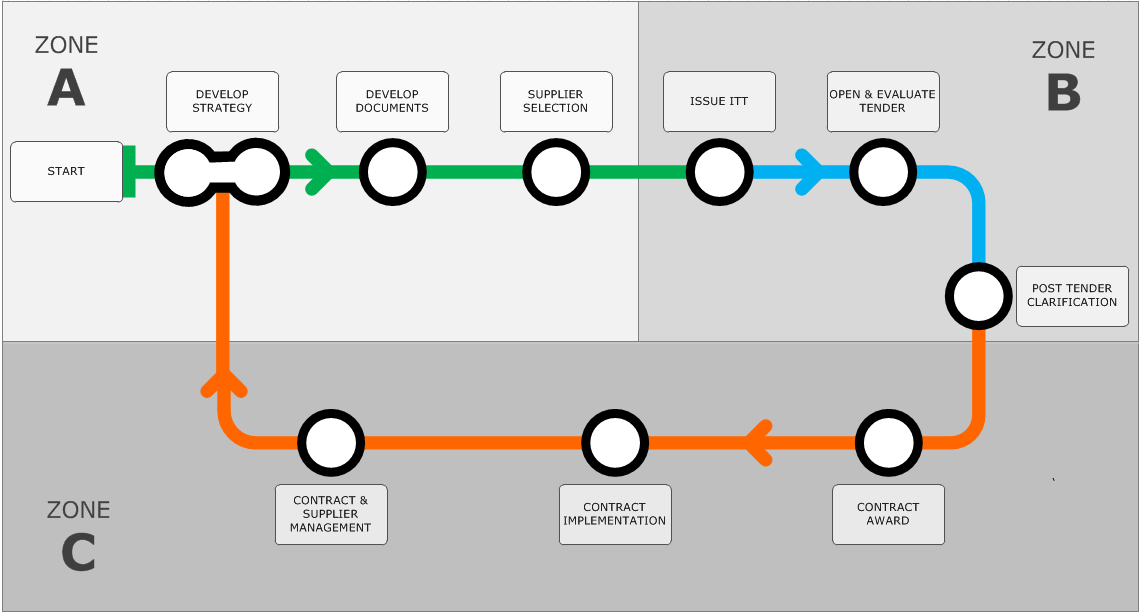 ZONE
A
ZONE
B
START
DEVELOP
STRATEGY
DEVELOP
DOCUMENTS
SUPPLIER
SELECTION
ISSUE ITT
OPEN & EVALUATE
TENDER
POST TENDER
CLARIFICATION
CONTRACT
AWARD
CONTRACT
IMPLEMENTATION
CONTRACT &
SUPPLIER
MANAGEMENT
ZONE
C